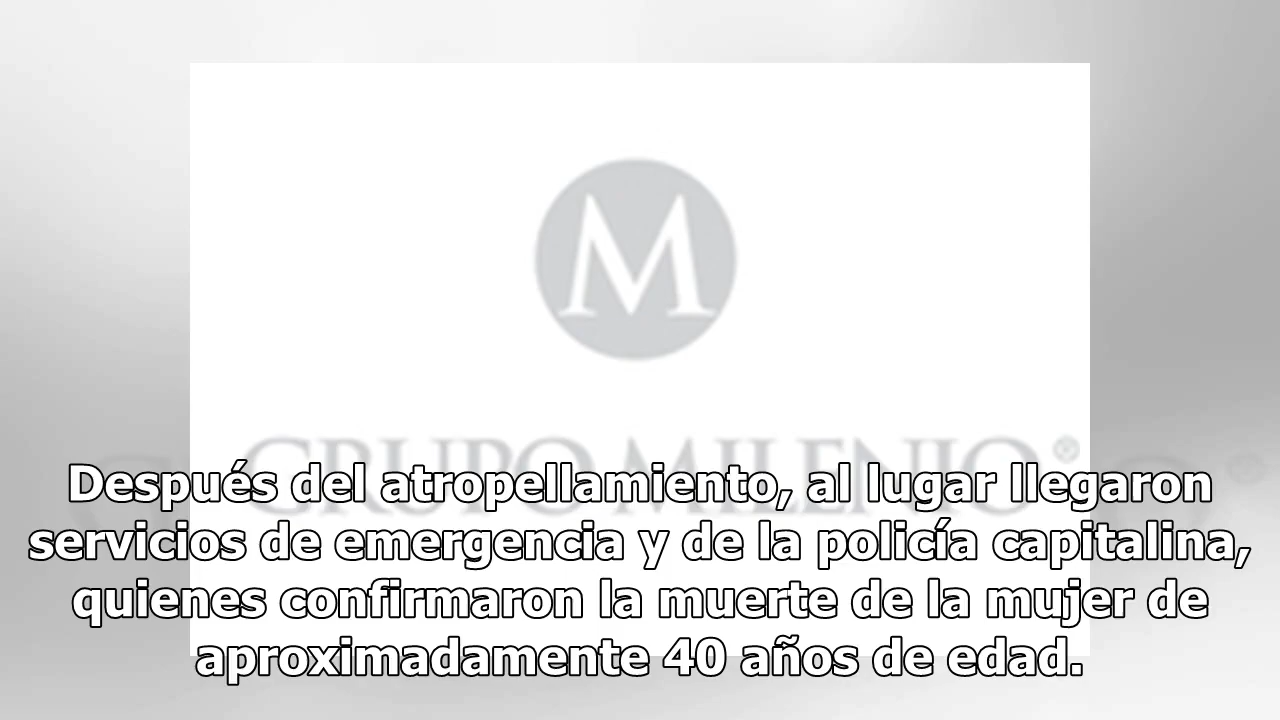 M
GRUPO MILENIO®
Después del atropellamiento, al lugar llegaron
servicios de emergencia y de la policía capitalina,
quienes confirmaron la muerte de la mujer de
aproximadamente 40 años de edad.